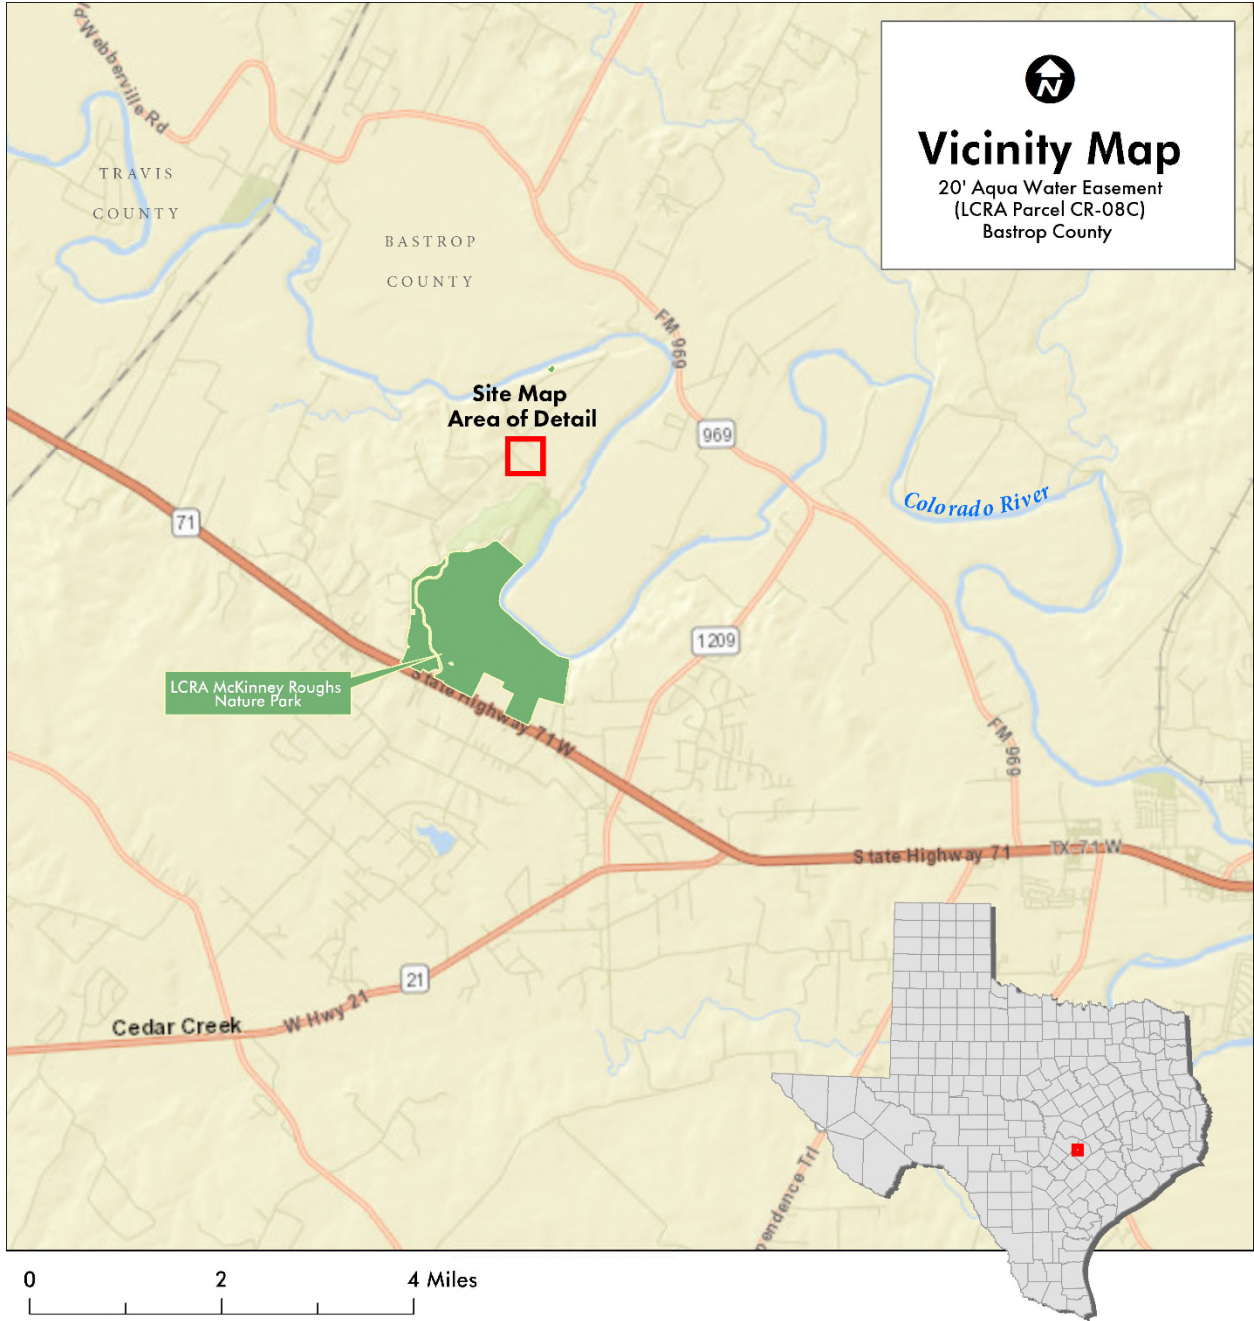 N
Vicinity Map
20' Aqua Water Easement
(LCRA Parcel CR-08C)
Bastrop County
Webberville Rd
TRAVIS
COUNTY
BASTROP
COUNTY
FM 969
Site Map
Area of Detail
969
Colorado River
71
1209
LCRA McKinney Roughs
Nature Park
State Highway 71 W
FM 969
State Highway 71
TX-71 W
21
W Hwy 21
Cedar Creek
pendence Trl
0
2
4 Miles